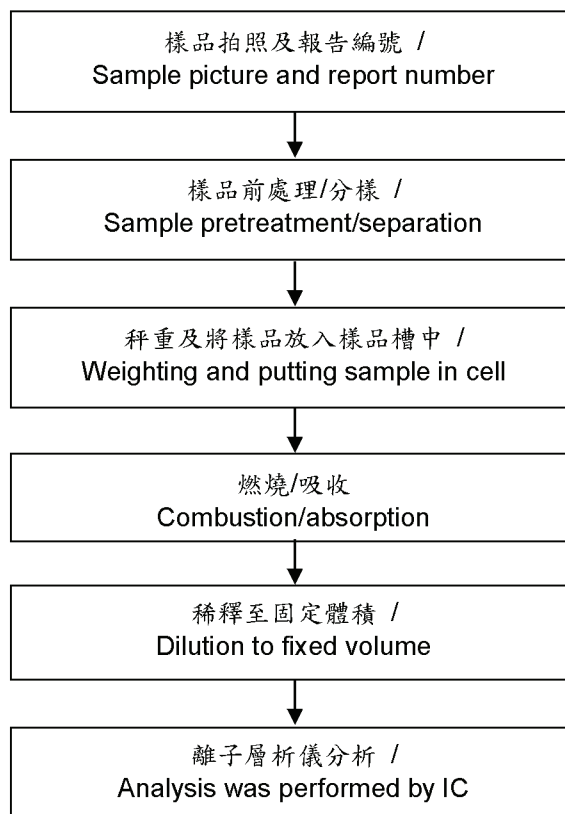 樣品拍照及報告編號 /
Sample picture and report number
樣品前處理/分樣 /
Sample pretreatment/separation
秤重及將樣品放入樣品槽中 /
Weighting and putting sample in cell
燃燒/吸收
Combustion/absorption
稀釋至固定體積 /
Dilution to fixed volume
離子層析儀分析 /
Analysis was performed by IC